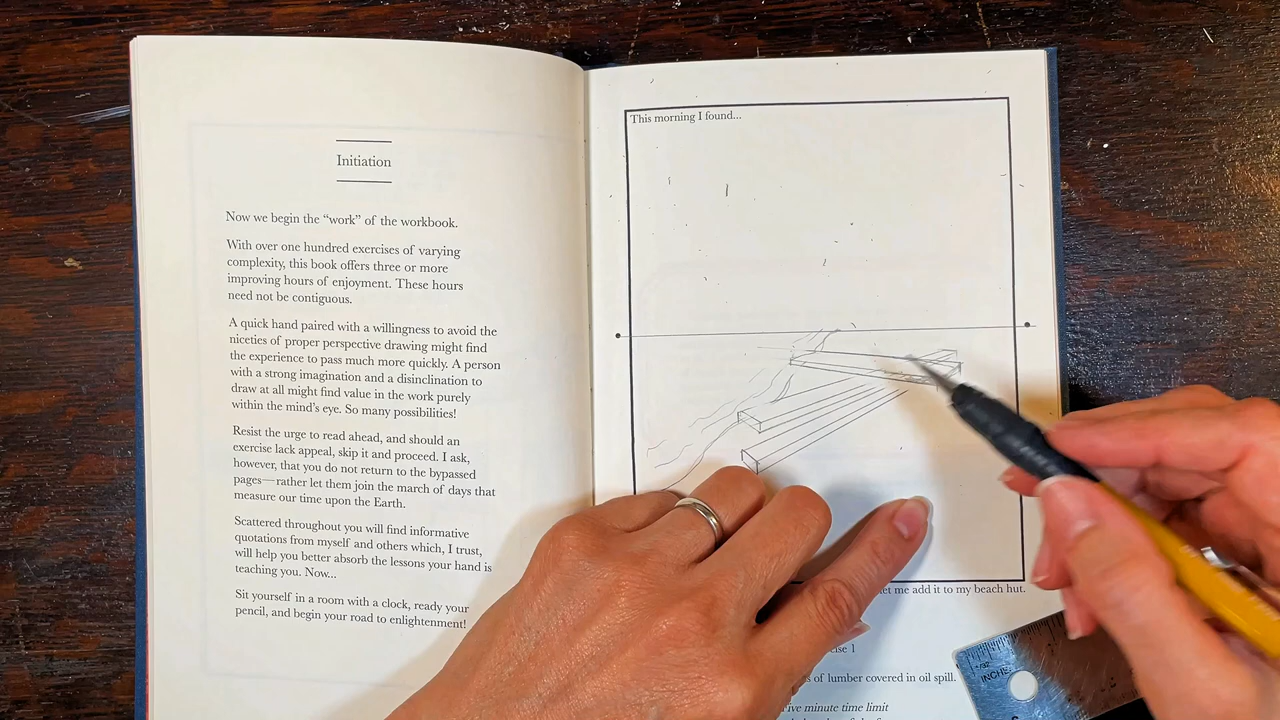 Initiation
Now we begin the “work” of the workbook.
With over one hundred exercises of varying
complexity, this book offers three or more
improving hours of enjoyment. These hours
need not be contiguous.
A quick hand paired with a willingness to avoid the
niceties of proper perspective drawing might find
the experience to pass much more quickly. A person
with a strong imagination and a disinclination to
draw at all might find value in the work purely
within the mind’s eye. So many possibilities!
Resist the urge to read ahead, and should an
exercise lack appeal, skip it and proceed. I ask,
however, that you do not return to the bypassed
pages—rather let them join the march of days that
measure our time upon the Earth.
Scattered throughout you will find informative
quotations from myself and others which, I trust,
will help you better absorb the lessons your hand is
teaching you. Now...
Sit yourself in a room with a clock, ready your
pencil, and begin your road to enlightenment!
This morning I found...
let me add it to my beach hut.
1
of lumber covered in oil spill.
Five minute time limit
INCHES
6